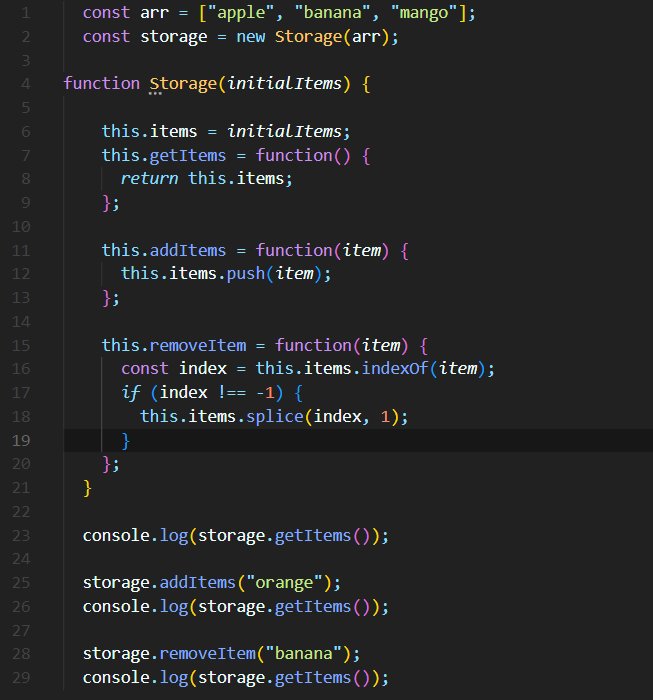 1 const arr = ["apple", "banana", "mango"];
2 const storage = new Storage(arr);
3
4 function Storage(initialItems) {
5
6 this.items = initialItems;
7 this.getItems = function() {
8 return this.items;
9 };
10
11 this.addItems = function(item) {
12 this.items.push(item);
13 };
14
15 this.removeItem = function(item) {
16 const index = this.items.indexOf(item);
17 if (index !== -1) {
18 this.items.splice(index, 1);
19 }
20 };
21 }
22
23 console.log(storage.getItems());
24
25 storage.addItems("orange");
26 console.log(storage.getItems());
27
28 storage.removeItem("banana");
29 console.log(storage.getItems());